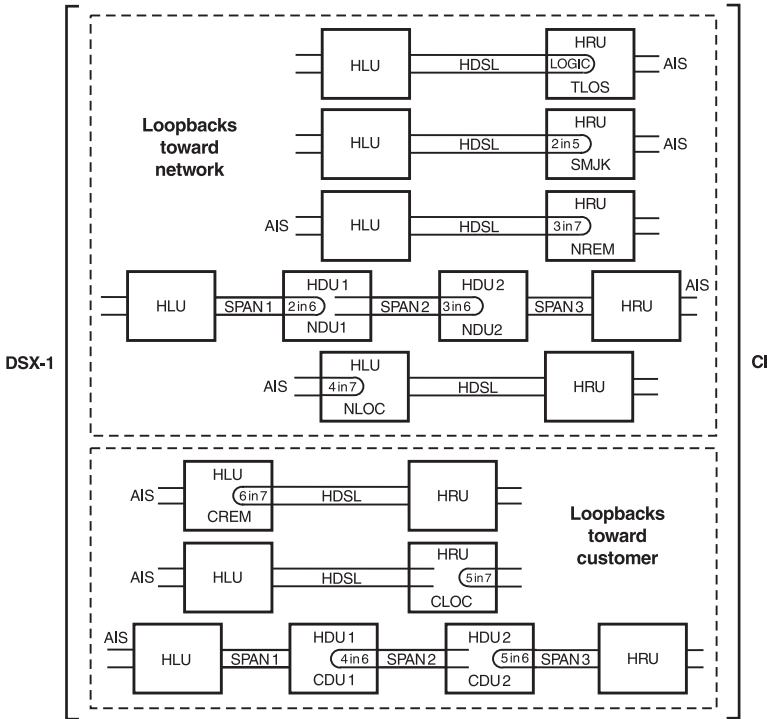 HRU
HLU HDSL LOGIC AIS
TLOS
Loopbacks
toward
network
HRU
HLU HDSL 2 in 5 AIS
SMJK
HRU
AIS HLU HDSL 3 in 7
NREM
HDU 1 HDU 2 AIS
HLU SPAN 1 2 in 6 SPAN 2 3 in 6 SPAN 3 HRU
NDU1 NDU2
DSX-1 CI
HLU
AIS 4 in 7 HDSL HRU
NLOC
HLU
AIS 6 in 7 HDSL HRU
CREM
Loopbacks
toward
customer
HRU
AIS HLU HDSL 5 in 7
CLOC
AIS HDU 1 HDU 2
HLU SPAN 1 4 in 6 SPAN 2 5 in 6 SPAN 3 HRU
CDU 1 CDU 2